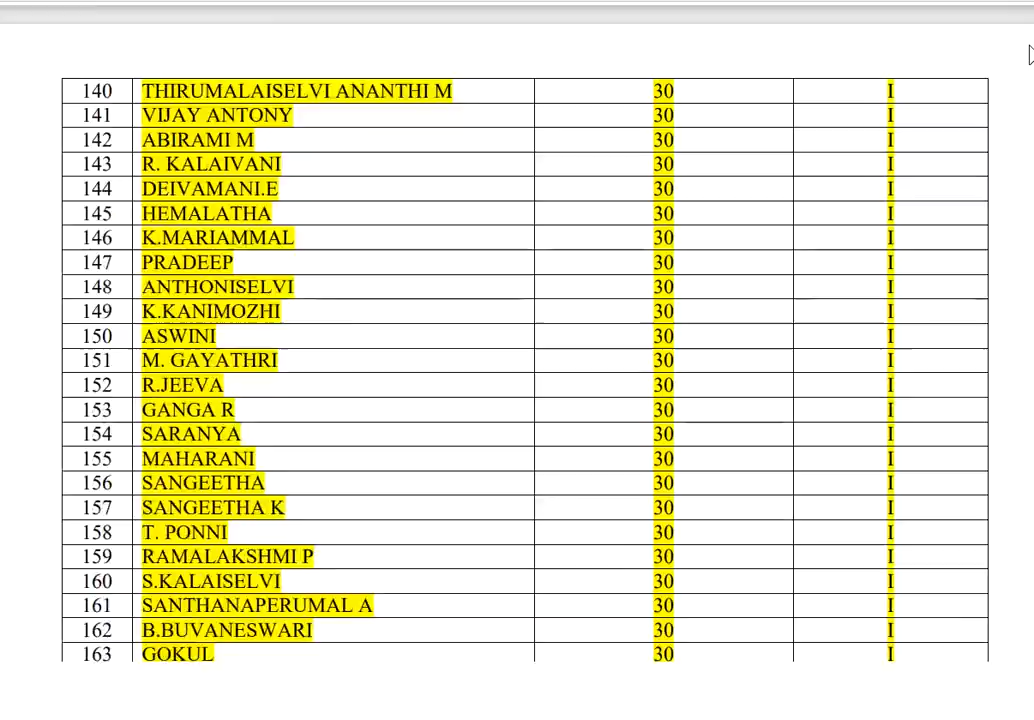 140 THIRUMALAISELVI ANANTHI M 30 I
141 VIJAY ANTONY 30 I
142 ABIRAMI M 30 I
143 R. KALAIVANI 30 I
144 DEIVAMANI.E 30 I
145 HEMALATHA 30 I
146 K.MARIAMMAL 30 I
147 PRADEEP 30 I
148 ANTHONISELVI 30 I
149 K.KANIMOZHI 30 I
150 ASWINI 30 I
151 M. GAYATHRI 30 I
152 R.JEEVA 30 I
153 GANGA R 30 I
154 SARANYA 30 I
155 MAHARANI 30 I
156 SANGEETHA 30 I
157 SANGEETHA K 30 I
158 T. PONNI 30 I
159 RAMALAKSHMI P 30 I
160 S.KALAISELVI 30 I
161 SANTHANAPERUMAL A 30 I
162 B.BUVANESWARI 30 I
163 GOKUL 30 I